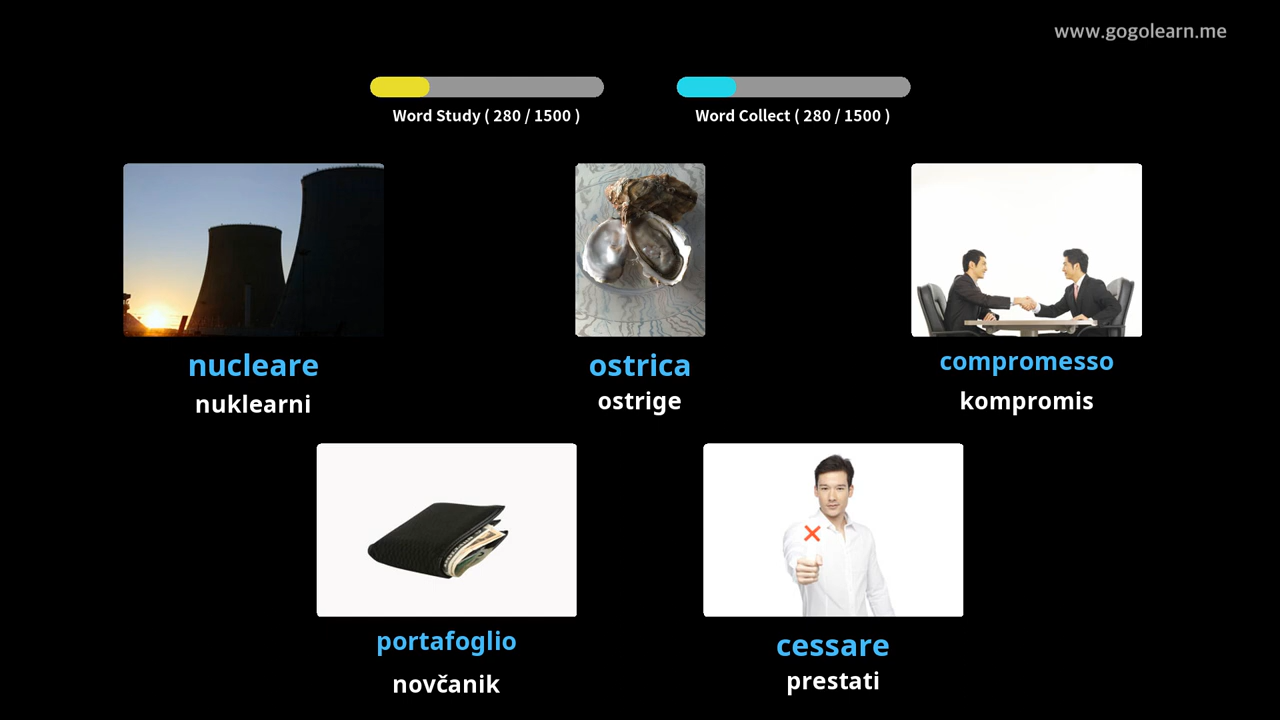 www.gogolearn.me
Word Study ( 280 / 1500 )
Word Collect ( 280 / 1500 )
nucleare
nuklearni
ostrica
ostrige
compromesso
kompromis
portafoglio
novčanik
cessare
prestati